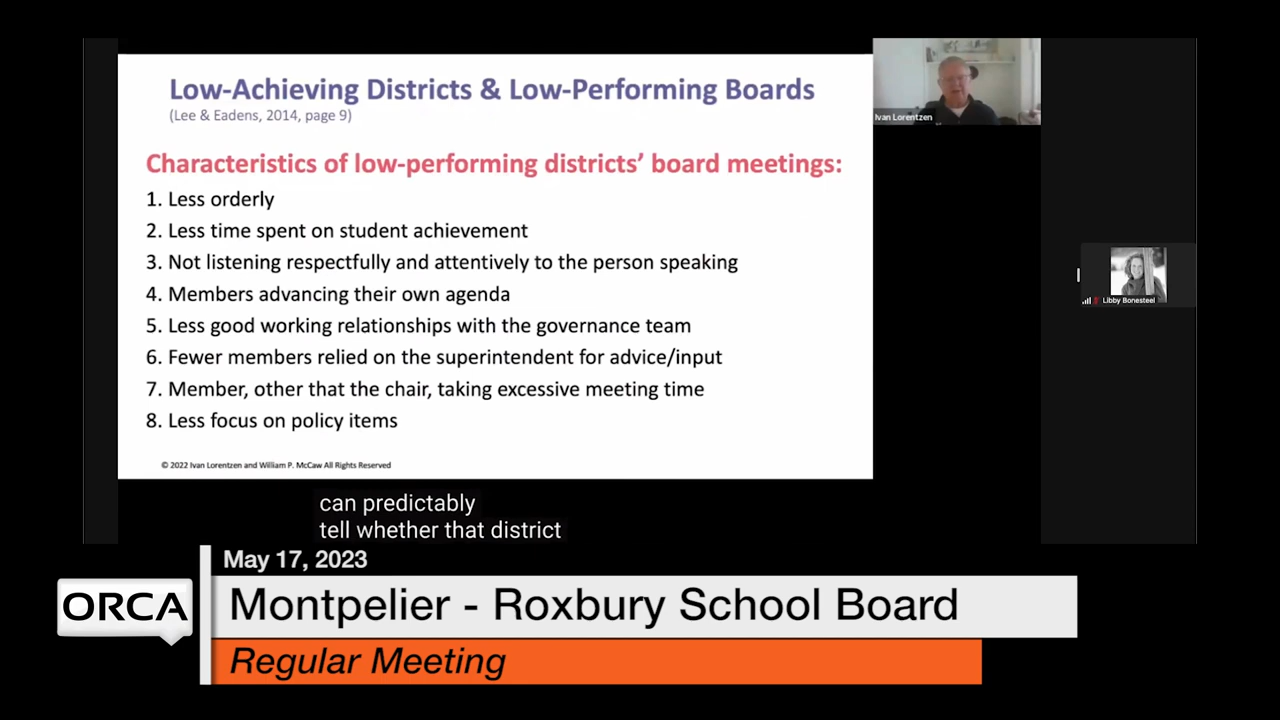 Low-Achieving Districts & Low-Performing Boards
(Lee & Eadens, 2014, page 9)
Characteristics of low-performing districts’ board meetings:
1. Less orderly
2. Less time spent on student achievement
3. Not listening respectfully and attentively to the person speaking
4. Members advancing their own agenda
5. Less good working relationships with the governance team
6. Fewer members relied on the superintendent for advice/input
7. Member, other that the chair, taking excessive meeting time
8. Less focus on policy items
© 2022 Ivan Lorentzen and William P. McCaw All Rights Reserved
Ivan Lorentzen
Libby Bonesteel
can predictably
tell whether that district
May 17, 2023
ORCA
Montpelier - Roxbury School Board
Regular Meeting